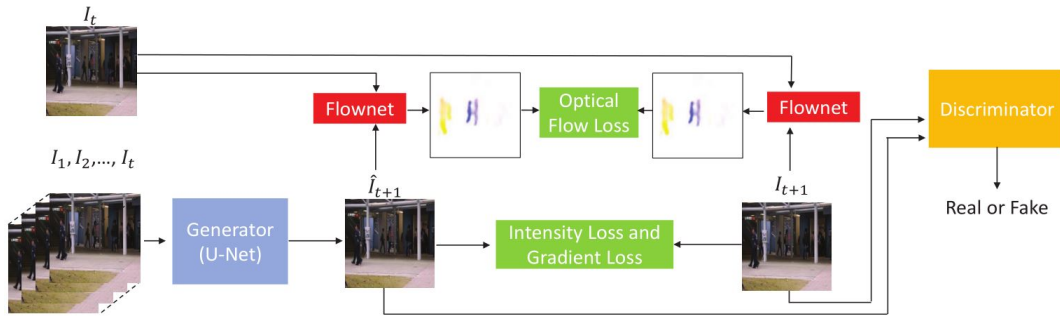 I_t
Flownet
Optical
Flow Loss
Flownet
Discriminator
I_1, I_2,..., I_t
Î_{t+1}
I_{t+1}
Real or Fake
Generator
(U-Net)
Intensity Loss and
Gradient Loss